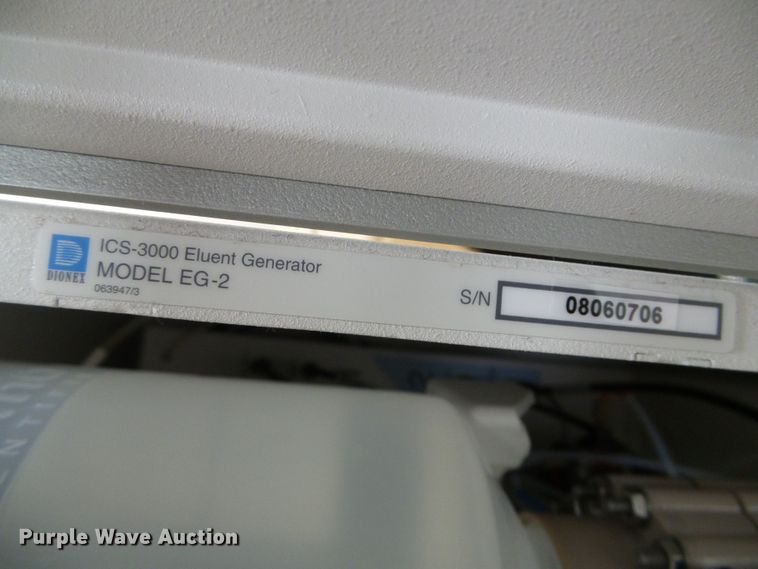 DIONEX
ICS-3000 Eluent Generator
MODEL EG-2
063947/3
S/N 08060706
Purple Wave Auction